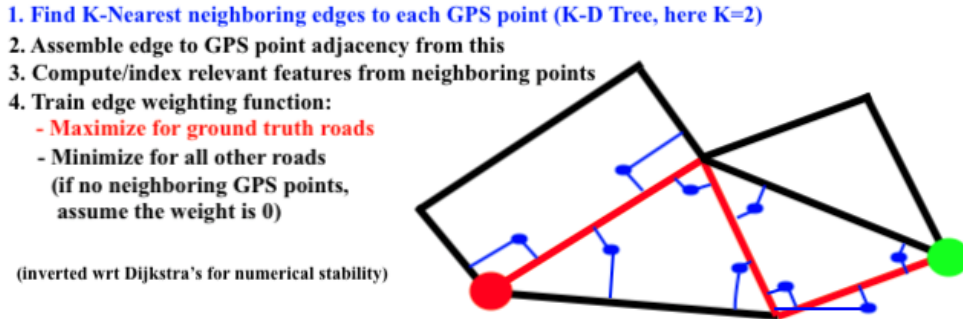 1. Find K-Nearest neighboring edges to each GPS point (K-D Tree, here K=2)
2. Assemble edge to GPS point adjacency from this
3. Compute/index relevant features from neighboring points
4. Train edge weighting function:
- Maximize for ground truth roads
- Minimize for all other roads
(if no neighboring GPS points,
assume the weight is 0)
(inverted wrt Dijkstra's for numerical stability)